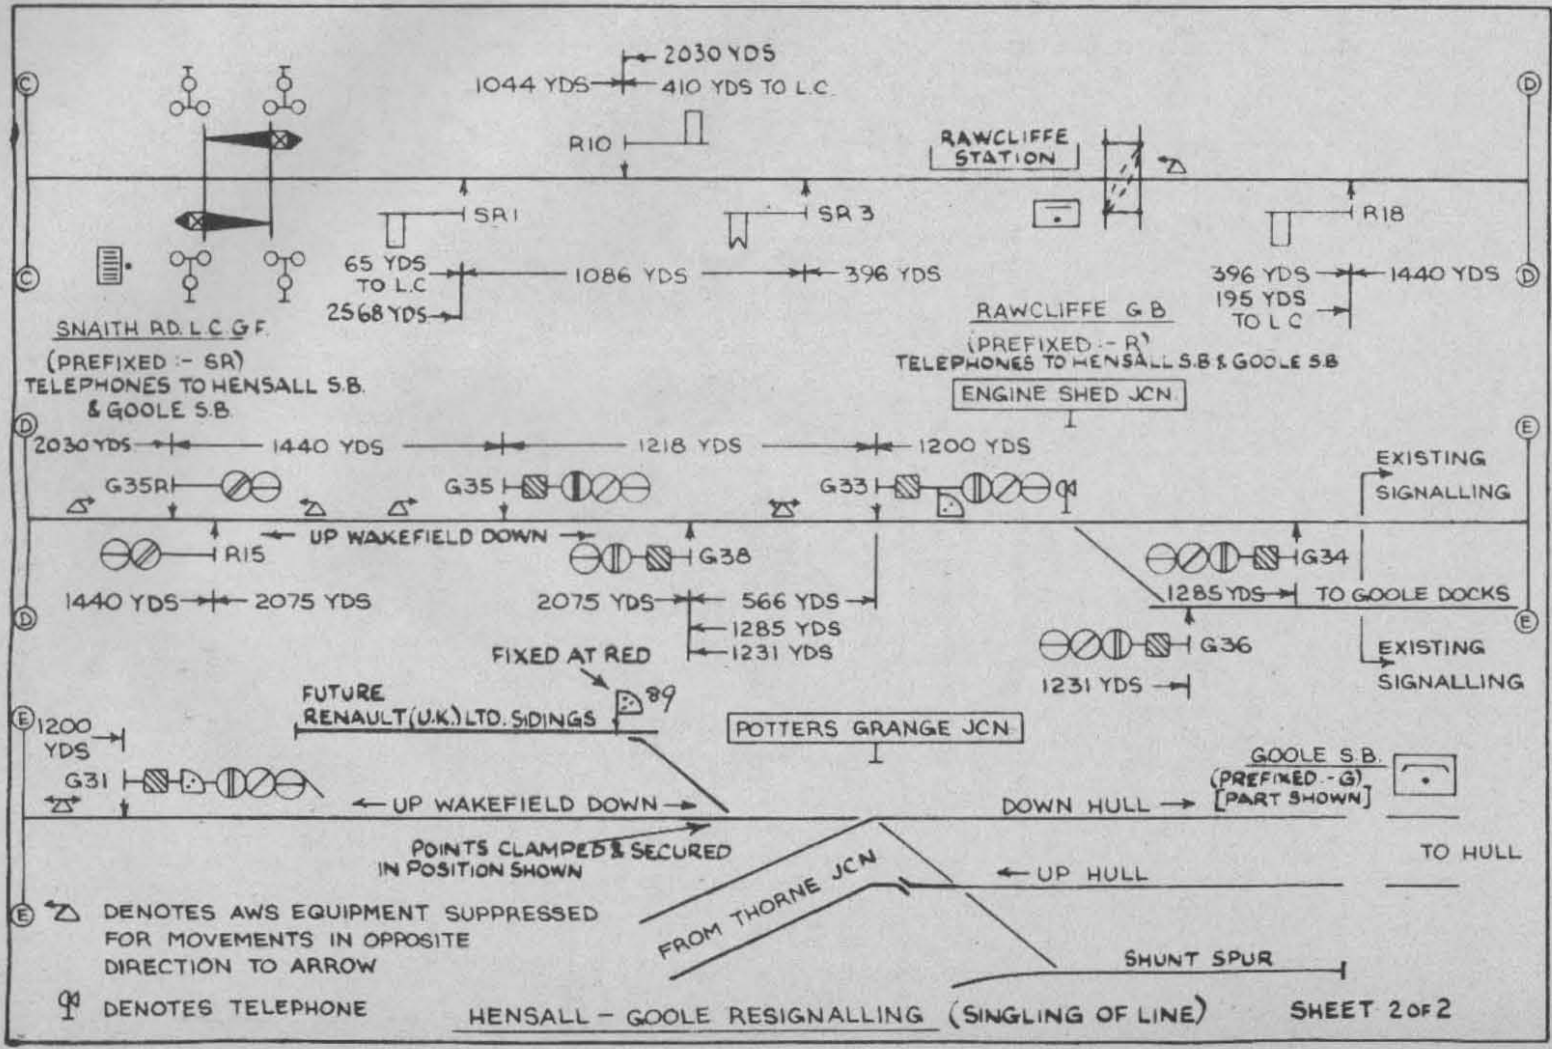 2030 YDS
1044 YDS 410 YDS TO L.C.
C D
R10
RAWCLIFFE
STATION
SR1 SR 3 R18
65 YDS
TO L.C
1086 YDS 396 YDS
396 YDS 1440 YDS
C D
2568 YDS
195 YDS
TO L C
SNAITH RD. L.C. G.F.
(PREFIXED :- SR)
TELEPHONES TO HENSALL S.B.
& GOOLE S.B.
RAWCLIFFE G B
(PREFIXED :- R)
TELEPHONES TO HENSALL S.B & GOOLE S B
ENGINE SHED JCN.
D E
2030 YDS 1440 YDS 1218 YDS 1200 YDS
EXISTING
SIGNALLING
G35R G35 G33
UP WAKEFIELD DOWN
R15 G38 G34
1440 YDS 2075 YDS 2075 YDS 566 YDS
1285 YDS TO GOOLE DOCKS
D E
1285 YDS
1231 YDS
G36
1231 YDS
EXISTING
SIGNALLING
FIXED AT RED
89
FUTURE
RENAULT (U.K.) LTD. SIDINGS
POTTERS GRANGE JCN
E
1200
YDS
G31
GOOLE S.B.
(PREFIXED :- G)
[PART SHOWN]
UP WAKEFIELD DOWN
DOWN HULL
POINTS CLAMPED & SECURED
IN POSITION SHOWN
TO HULL
UP HULL
FROM THORNE JCN
E
DENOTES AWS EQUIPMENT SUPPRESSED
FOR MOVEMENTS IN OPPOSITE
DIRECTION TO ARROW
SHUNT SPUR
DENOTES TELEPHONE
HENSALL - GOOLE RESIGNALLING (SINGLING OF LINE) SHEET 2 OF 2